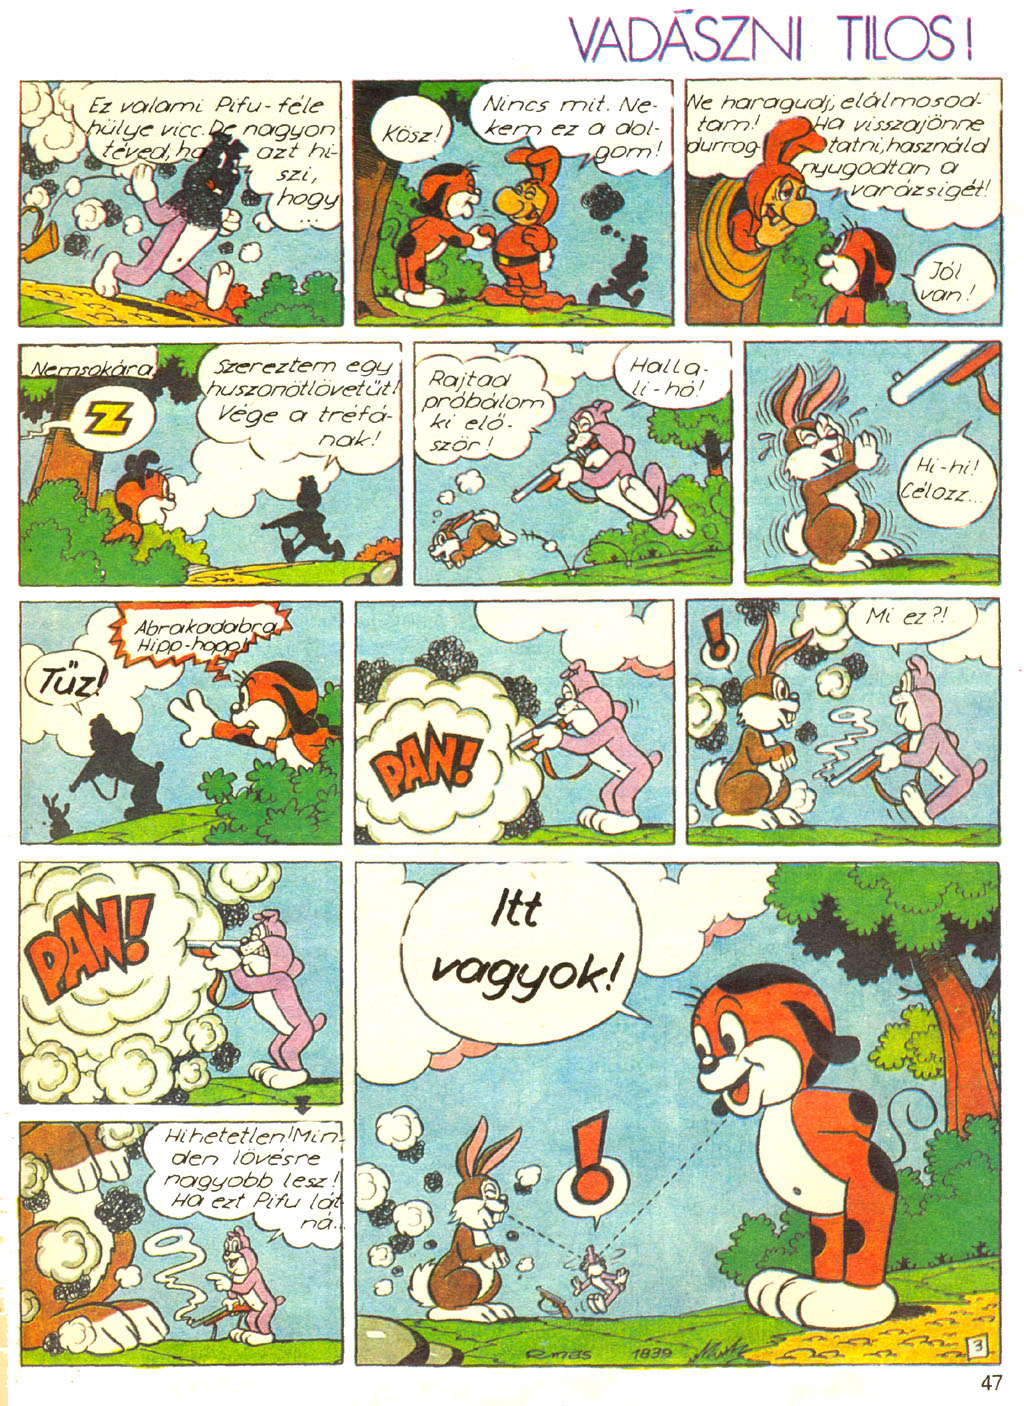 VADÁSZNI TILOS!
Ez valami Pifu-féle
hülye vicc. De nagyon
téved, ha azt hi-
szi,
hogy
...
Kösz!
Nincs mit. Ne-
kem ez a dol-
gom!
Ne haragudj, elálmosod-
tam! Ha visszajönne
durrog- tatni, használd
nyugodtan a
varázsigét!
Jól
van!
Nemsokára
Z
Szereztem egy
huszonötlövetűt!
Vége a tréfá-
nak!
Rajtad
próbálom
ki elő-
ször!
Halla-
li-hó!
Hi-hi!
Célozz...
Tűz!
Abrakadabra
Hipp-hopp!
PAN!
!
Mi ez?!
PAN!
Hihetetlen! Min-
den lövésre
nagyobb lesz!
Ha ezt Pifu lát-
ná..
Itt
vagyok!
!
1839
3
47